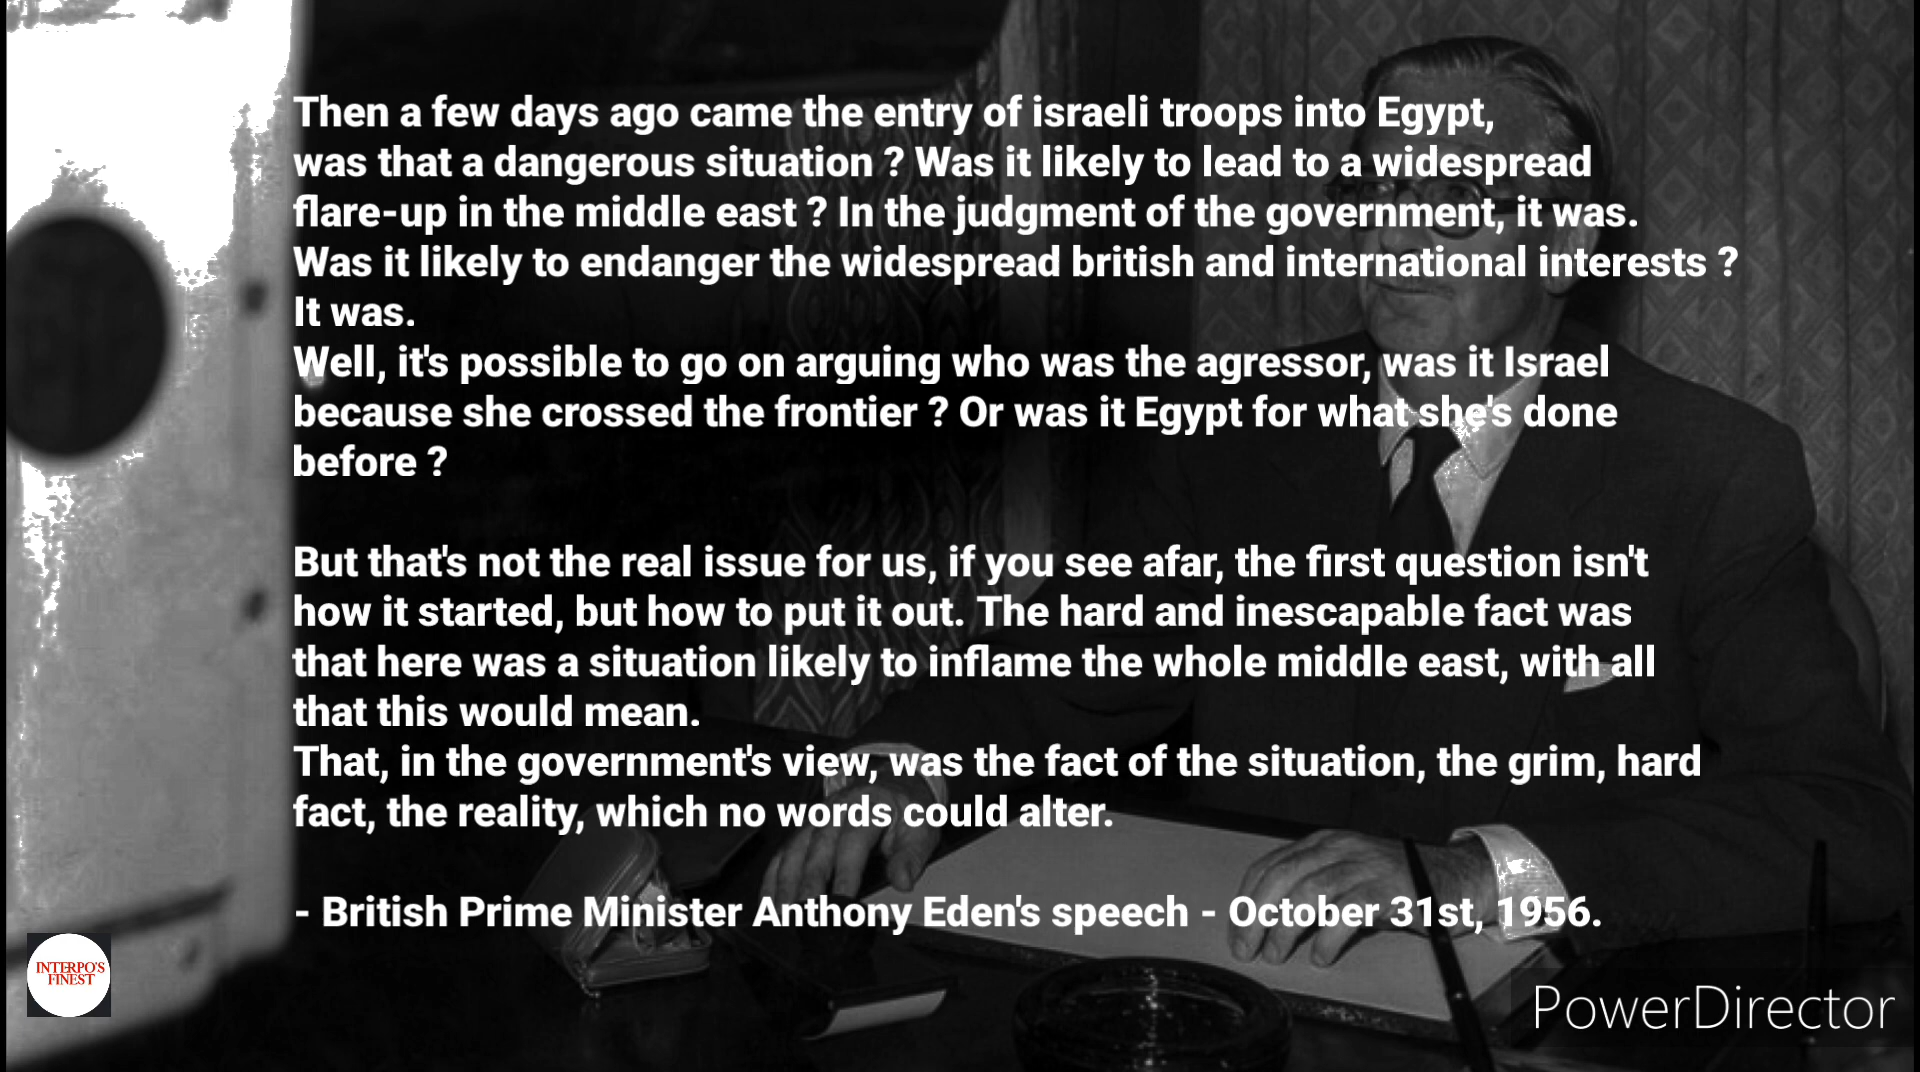 Then a few days ago came the entry of israeli troops into Egypt,
was that a dangerous situation ? Was it likely to lead to a widespread
flare-up in the middle east ? In the judgment of the government, it was.
Was it likely to endanger the widespread british and international interests ?
It was.
Well, it's possible to go on arguing who was the agressor, was it Israel
because she crossed the frontier ? Or was it Egypt for what she's done
before ?
But that's not the real issue for us, if you see afar, the first question isn't
how it started, but how to put it out. The hard and inescapable fact was
that here was a situation likely to inflame the whole middle east, with all
that this would mean.
That, in the government's view, was the fact of the situation, the grim, hard
fact, the reality, which no words could alter.
- British Prime Minister Anthony Eden's speech - October 31st, 1956.
INTERPO'S
FINEST
PowerDirector